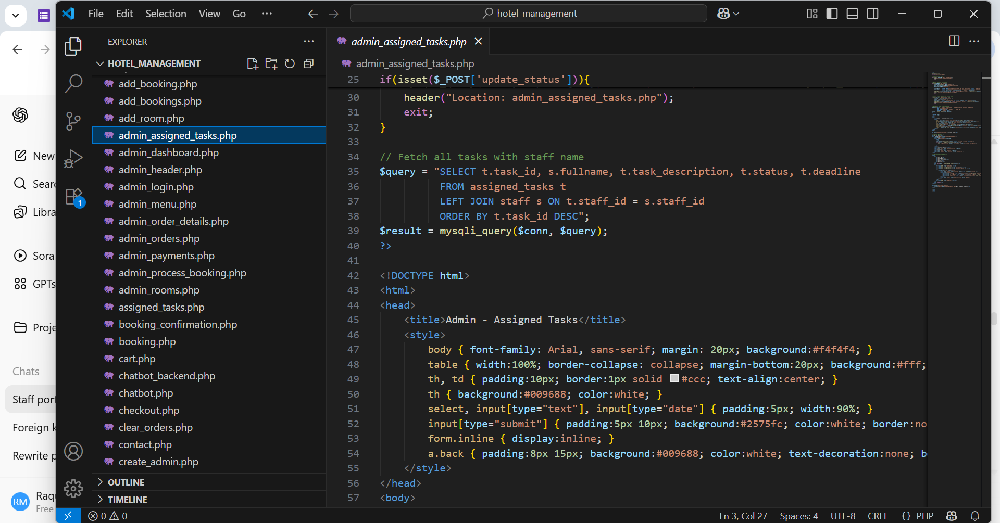 File Edit Selection View Go ···
hotel_management
EXPLORER
HOTEL_MANAGEMENT
add_booking.php
add_bookings.php
add_room.php
admin_assigned_tasks.php
admin_dashboard.php
admin_header.php
admin_login.php
admin_menu.php
admin_order_details.php
admin_orders.php
admin_payments.php
admin_process_booking.php
admin_rooms.php
assigned_tasks.php
booking_confirmation.php
booking.php
cart.php
chatbot_backend.php
chatbot.php
checkout.php
clear_orders.php
contact.php
create_admin.php
OUTLINE
TIMELINE
1
New
Sear
Libra
Sora
GPTs
Proje
Chats
Staff port
Foreign k
Rewrite p
RM
Raqu
Free
admin_assigned_tasks.php
admin_assigned_tasks.php
25 if(isset($_POST['update_status'])){
30 header("Location: admin_assigned_tasks.php");
31 exit;
32 }
33
34 // Fetch all tasks with staff name
35 $query = "SELECT t.task_id, s.fullname, t.task_description, t.status, t.deadline
36 FROM assigned_tasks t
37 LEFT JOIN staff s ON t.staff_id = s.staff_id
38 ORDER BY t.task_id DESC";
39 $result = mysqli_query($conn, $query);
40 ?>
41
42 <!DOCTYPE html>
43 <html>
44 <head>
45 <title>Admin - Assigned Tasks</title>
46 <style>
47 body { font-family: Arial, sans-serif; margin: 20px; background:#f4f4f4; }
48 table { width:100%; border-collapse: collapse; margin-bottom:20px; background:#fff;
49 th, td { padding:10px; border:1px solid #ccc; text-align:center; }
50 th { background:#009688; color:white; }
51 select, input[type="text"], input[type="date"] { padding:5px; width:90%; }
52 input[type="submit"] { padding:5px 10px; background:#2575fc; color:white; border:no
53 form.inline { display:inline; }
54 a.back { padding:8px 15px; background:#009688; color:white; text-decoration:none; b
55 </style>
56 </head>
57 <body>
0 0
Ln 3, Col 27 Spaces: 4 UTF-8 CRLF {} PHP